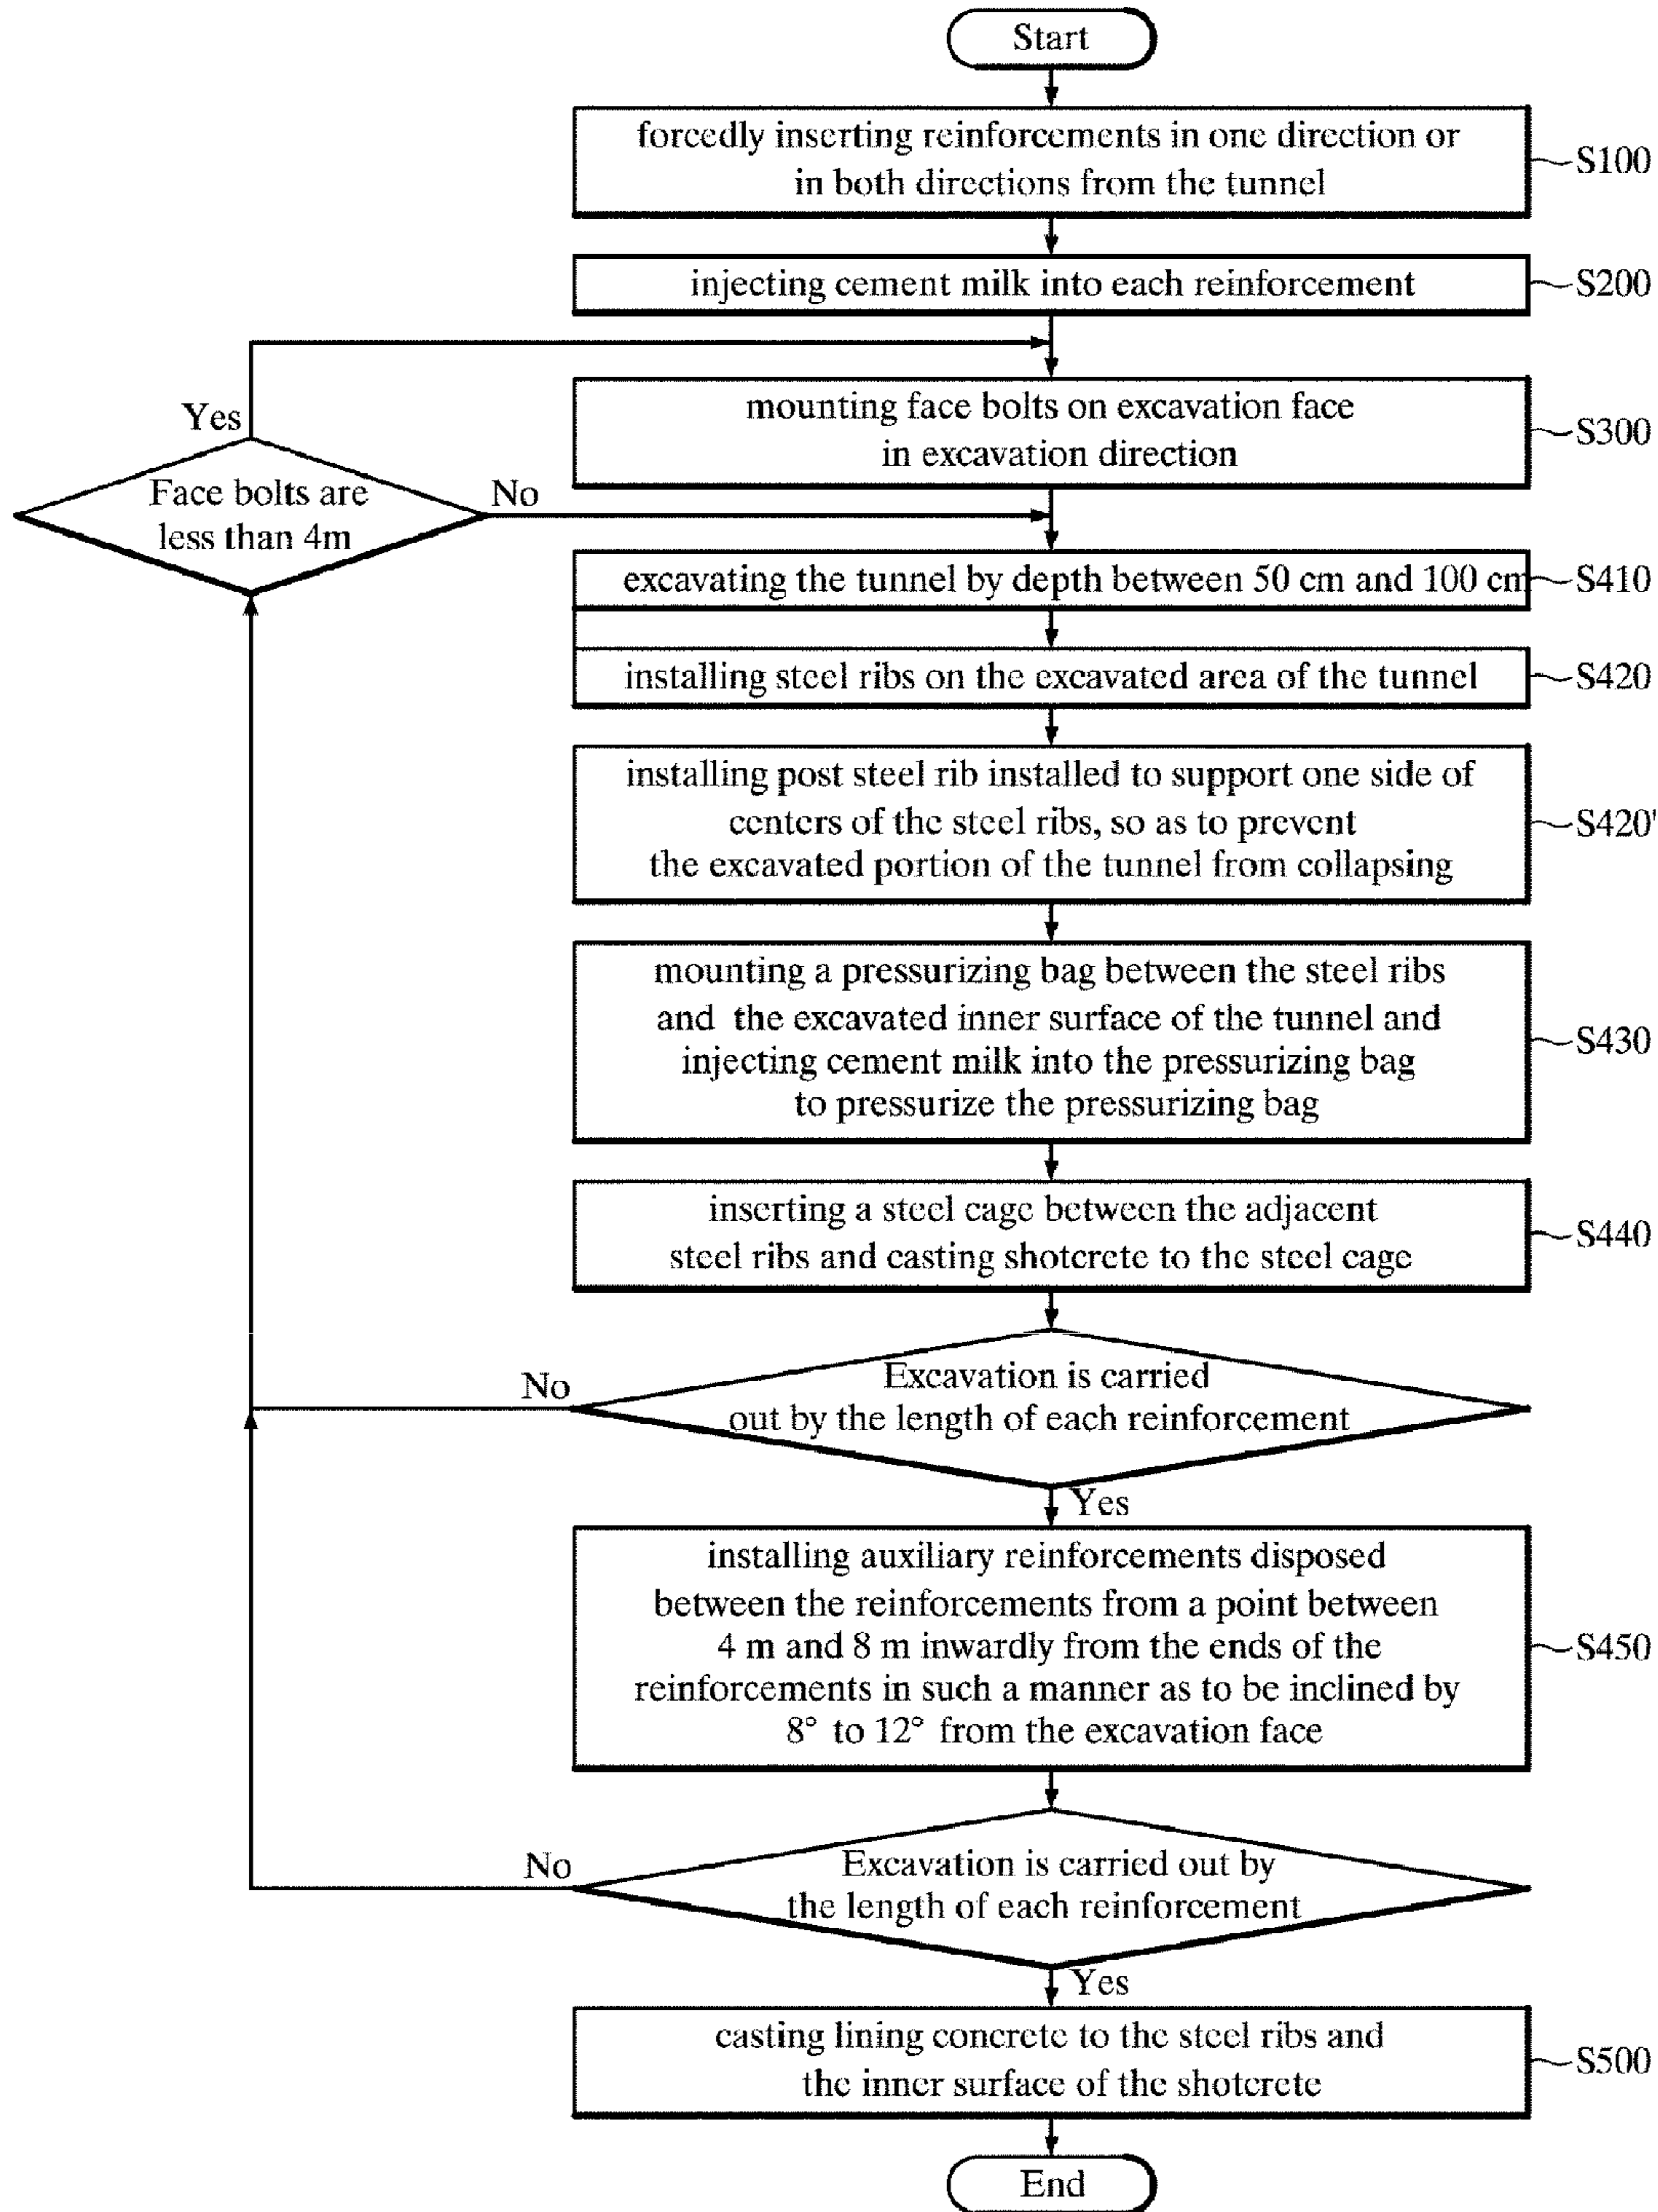 Start
forcedly inserting reinforcements in one direction or
in both directions from the tunnel
S100
injecting cement milk into each reinforcement
S200
mounting face bolts on excavation face
in excavation direction
S300
Yes
Face bolts are
less than 4m
No
excavating the tunnel by depth between 50 cm and 100 cm
S410
installing steel ribs on the excavated area of the tunnel
S420
installing post steel rib installed to support one side of
centers of the steel ribs, so as to prevent
the excavated portion of the tunnel from collapsing
S420'
mounting a pressurizing bag between the steel ribs
and the excavated inner surface of the tunnel and
injecting cement milk into the pressurizing bag
to pressurize the pressurizing bag
S430
inserting a steel cage between the adjacent
steel ribs and casting shotcrete to the steel cage
S440
No
Excavation is carried
out by the length of each reinforcement
Yes
installing auxiliary reinforcements disposed
between the reinforcements from a point between
4 m and 8 m inwardly from the ends of the
reinforcements in such a manner as to be inclined by
8° to 12° from the excavation face
S450
No
Excavation is carried out by
the length of each reinforcement
Yes
casting lining concrete to the steel ribs and
the inner surface of the shotcrete
S500
End